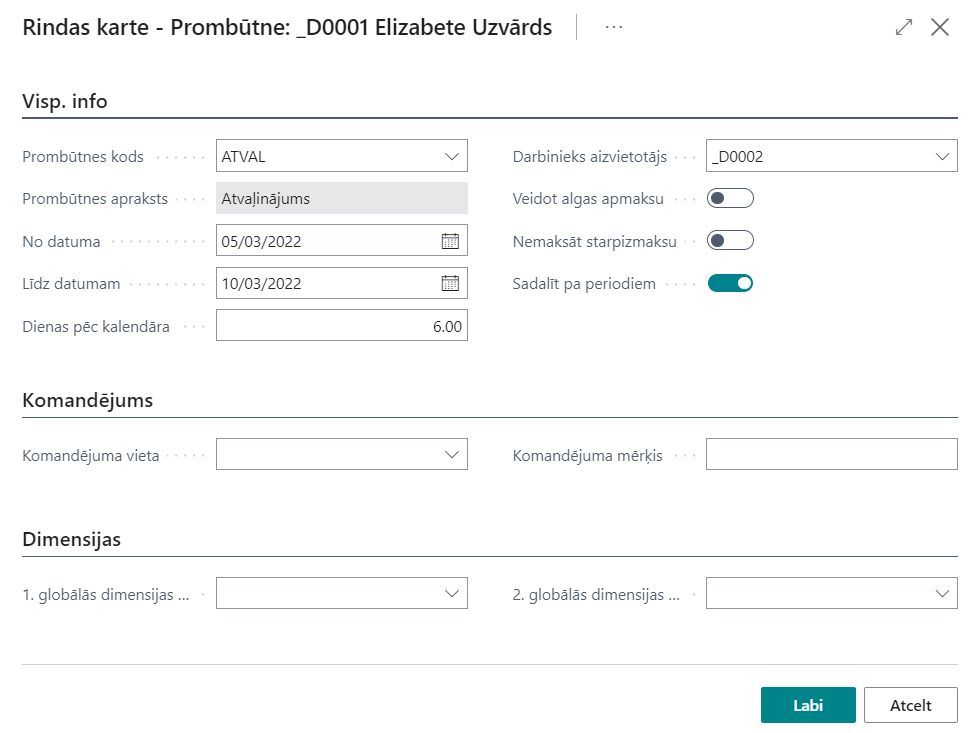 Rindas karte - Prombūtne: _D0001 Elizabete Uzvārds
Visp. info
Prombūtnes kods ATVAL
Prombūtnes apraksts Atvaļinājums
No datuma 05/03/2022
Līdz datumam 10/03/2022
Dienas pēc kalendāra 6.00
Darbinieks aizvietotājs _D0002
Veidot algas apmaksu
Nemaksāt starpizmaksu
Sadalīt pa periodiem
Komandējums
Komandējuma vieta
Komandējuma mērķis
Dimensijas
1. globālās dimensijas ...
2. globālās dimensijas ...
Labi
Atcelt